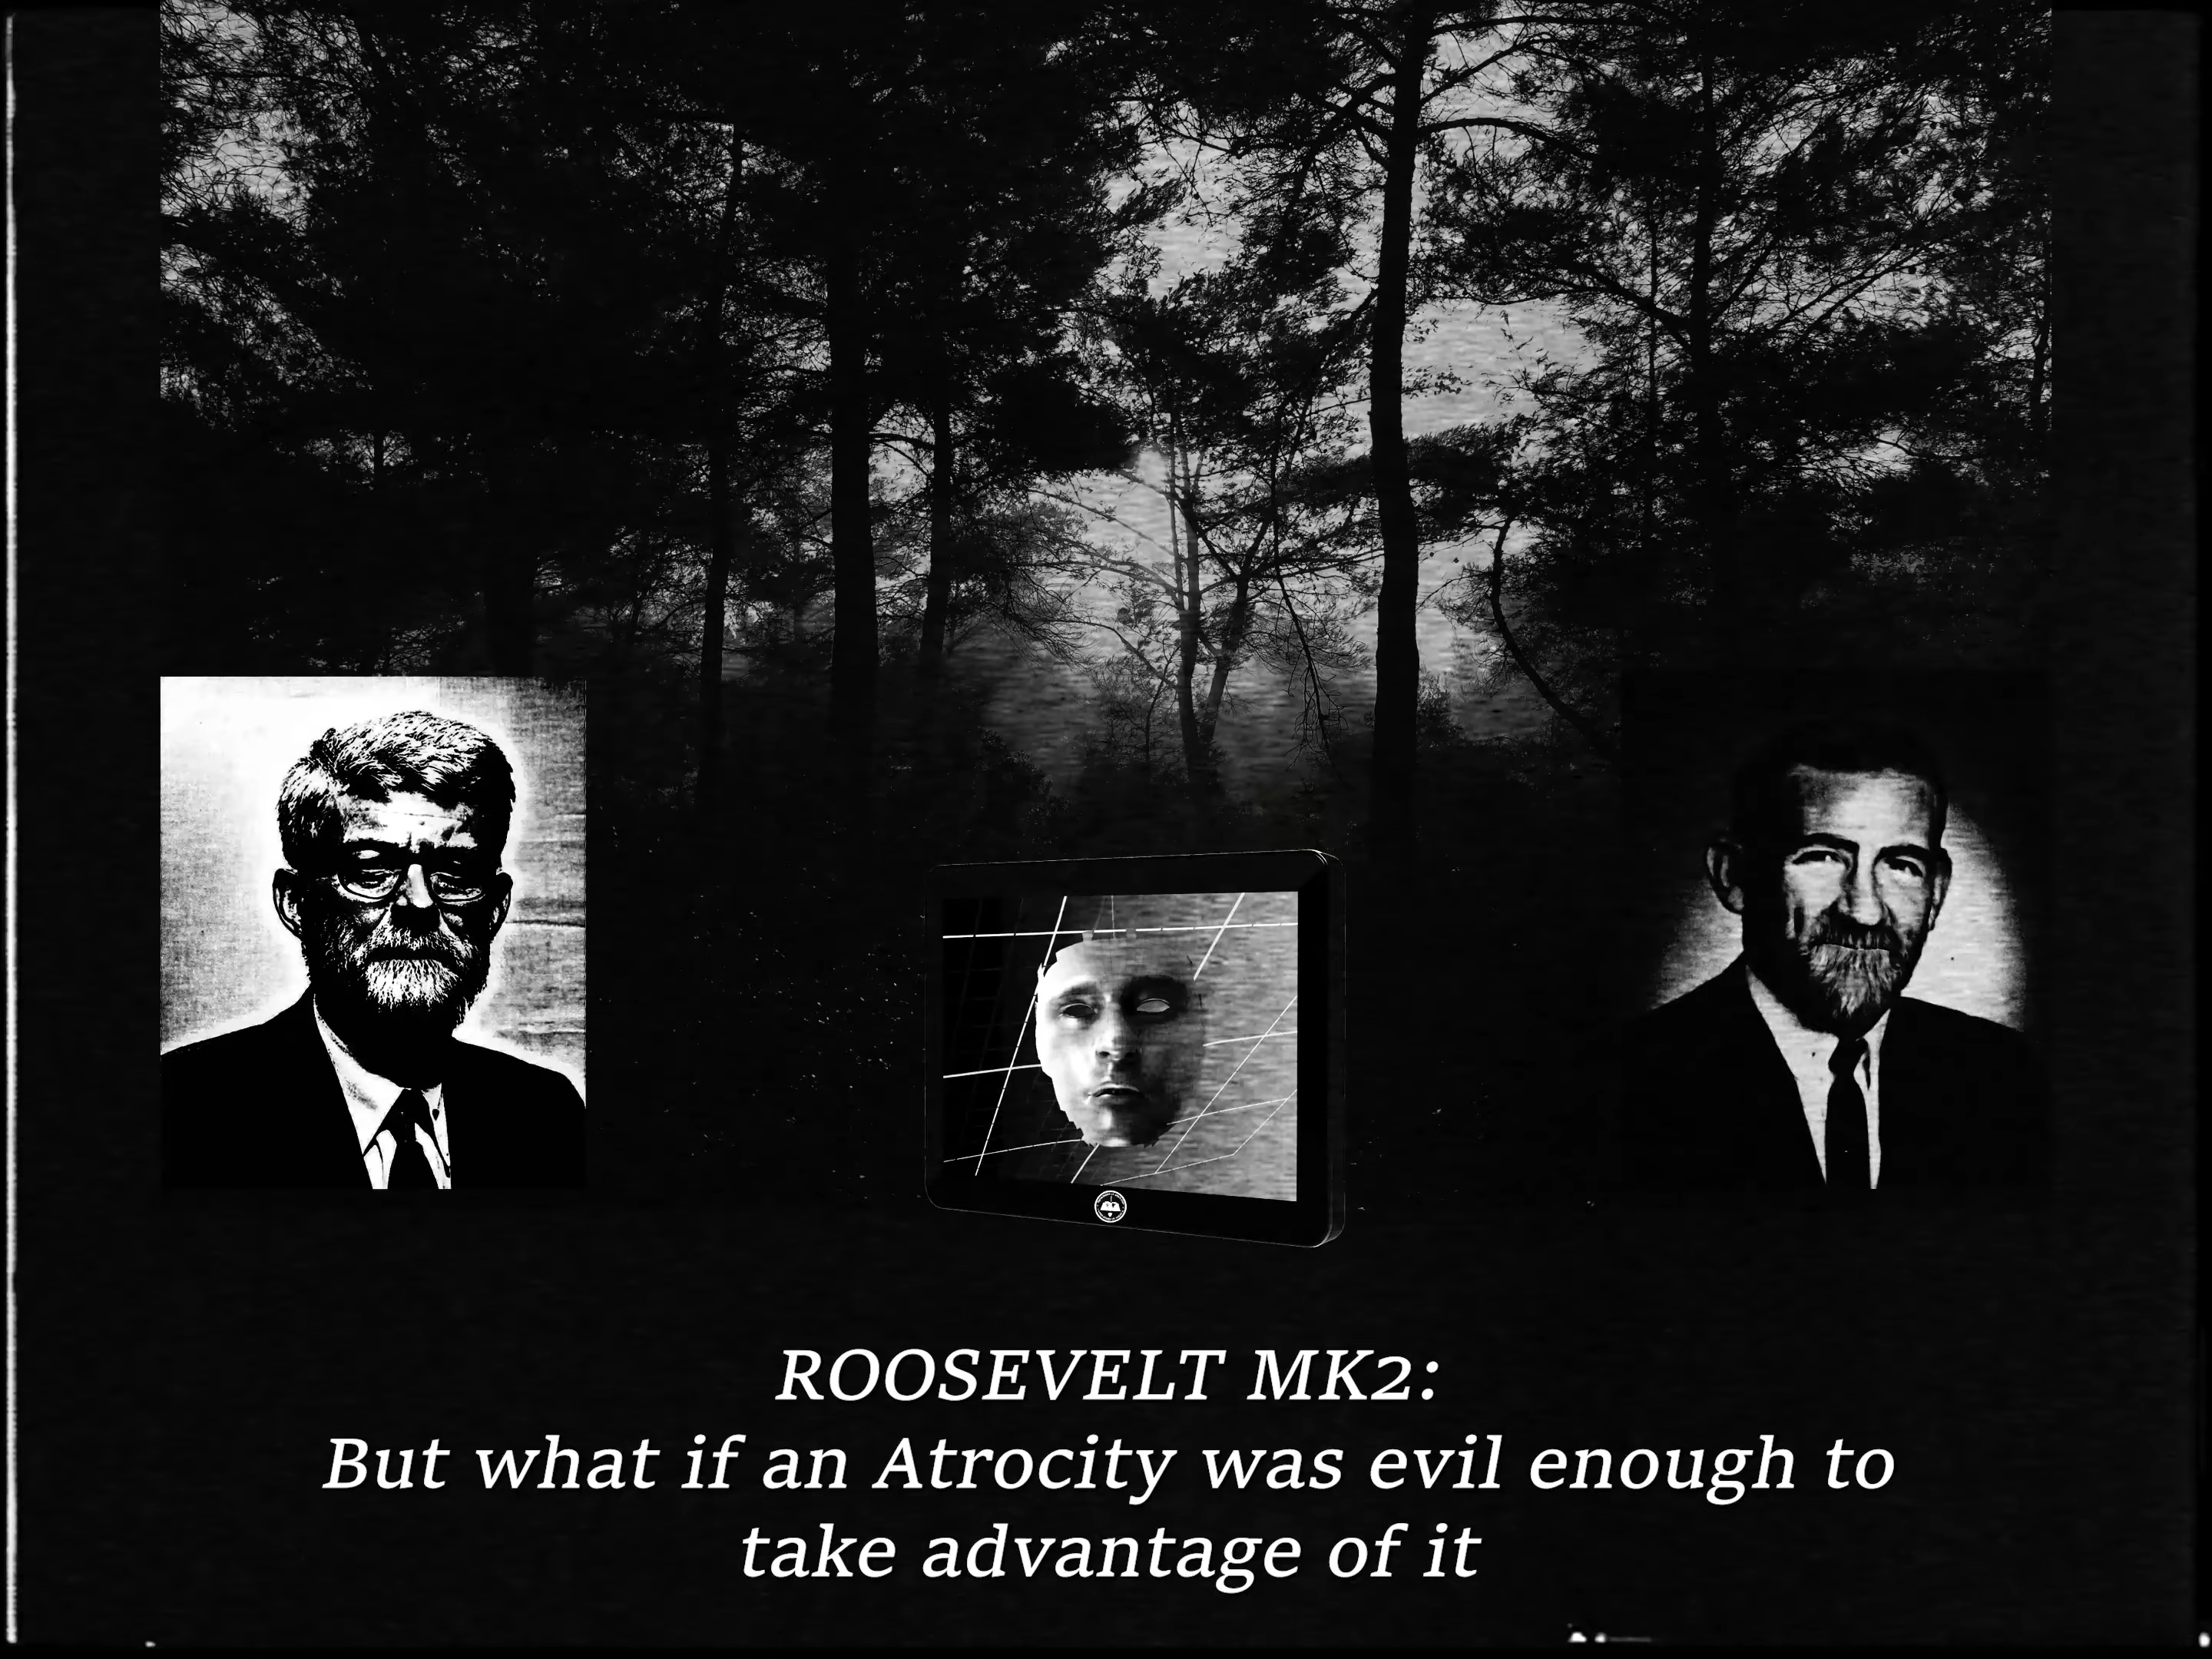 ROOSEVELT MK2:
But what if an Atrocity was evil enough to
take advantage of it